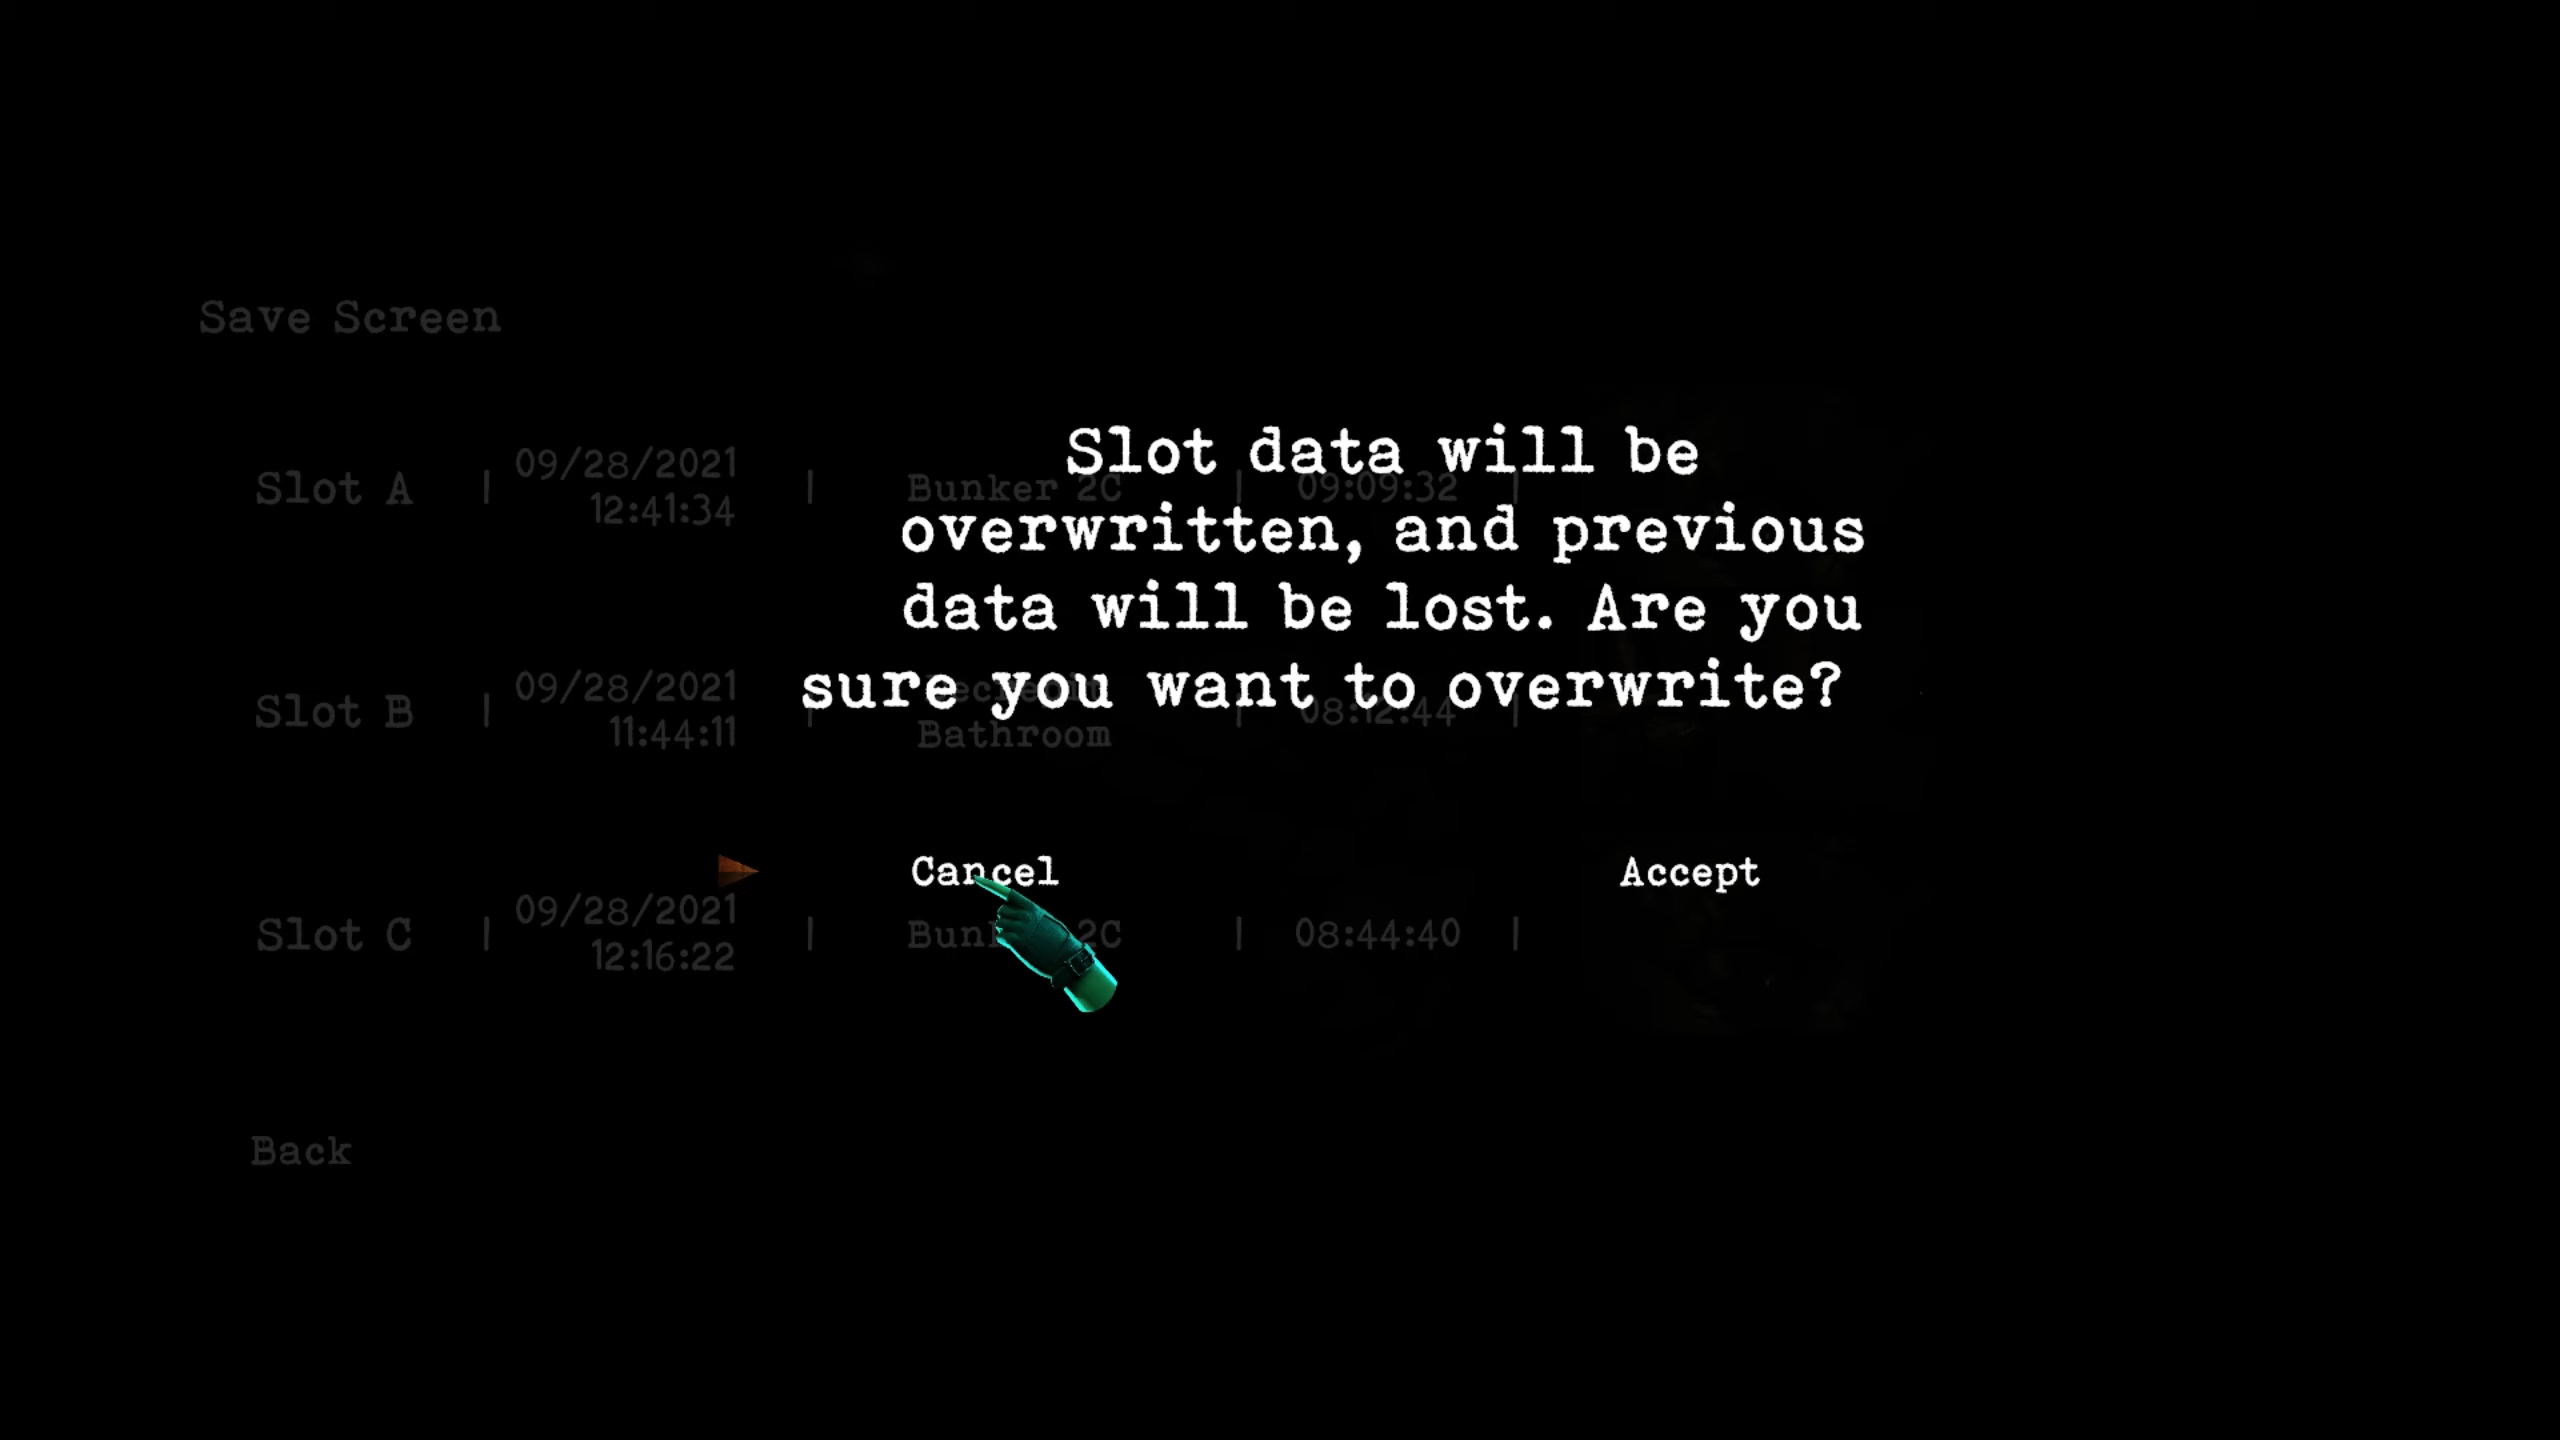 Save Screen
Slot data will be
overwritten, and previous
data will be lost. Are you
sure you want to overwrite?
Slot A | 09/28/2021 12:41:34 | Bunker 2C | 09:09:32 |
Slot B | 09/28/2021 11:44:11 | Bathroom | 08:12:44 |
Cancel Accept
Slot C | 09/28/2021 12:16:22 | Bunker 2C | 08:44:40 |
Back